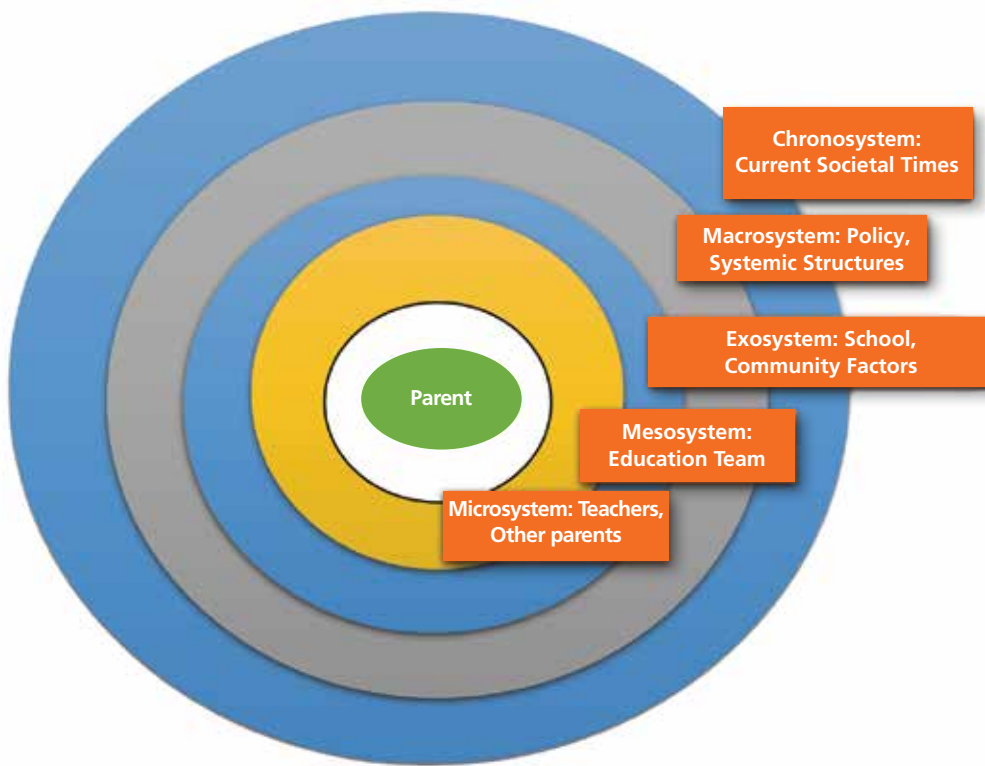 Chronosystem:
Current Societal Times
Macrosystem: Policy,
Systemic Structures
Exosystem: School,
Community Factors
Parent
Mesosystem:
Education Team
Microsystem: Teachers,
Other parents